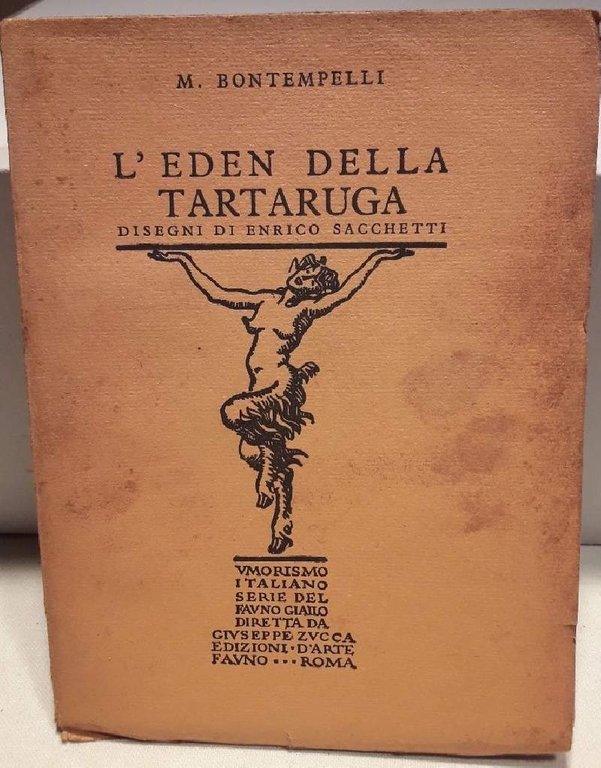 M. BONTEMPELLI
L'EDEN DELLA
TARTARUGA
DISEGNI DI ENRICO SACCHETTI
VMORISMO
ITALIANO
SERIE DEL
FAVNO GIALLO
DIRETTA DA
GIVSEPPE ZVCCA
EDIZIONI·D'ARTE
FAVNO···ROMA